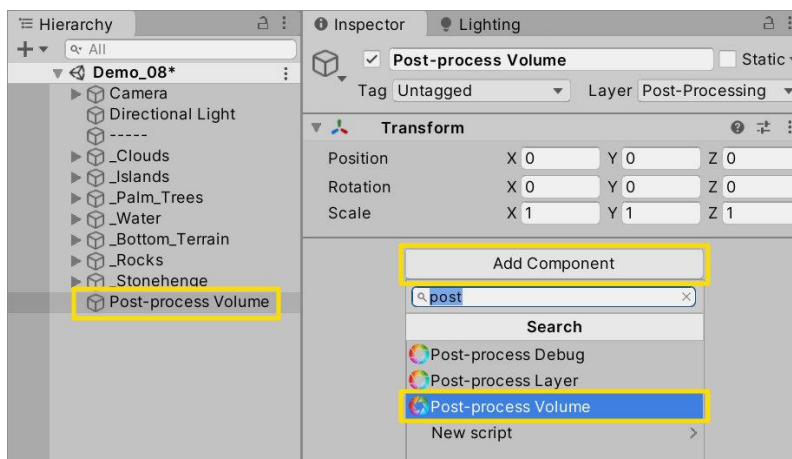 Hierarchy
All
Demo_08*
Camera
Directional Light
-----
_Clouds
_Islands
_Palm_Trees
_Water
_Bottom_Terrain
_Rocks
_Stonehenge
Post-process Volume
Inspector
Lighting
Post-process Volume
Static
Tag Untagged
Layer Post-Processing
Transform
Position X 0 Y 0 Z 0
Rotation X 0 Y 0 Z 0
Scale X 1 Y 1 Z 1
Add Component
post
Search
Post-process Debug
Post-process Layer
Post-process Volume
New script